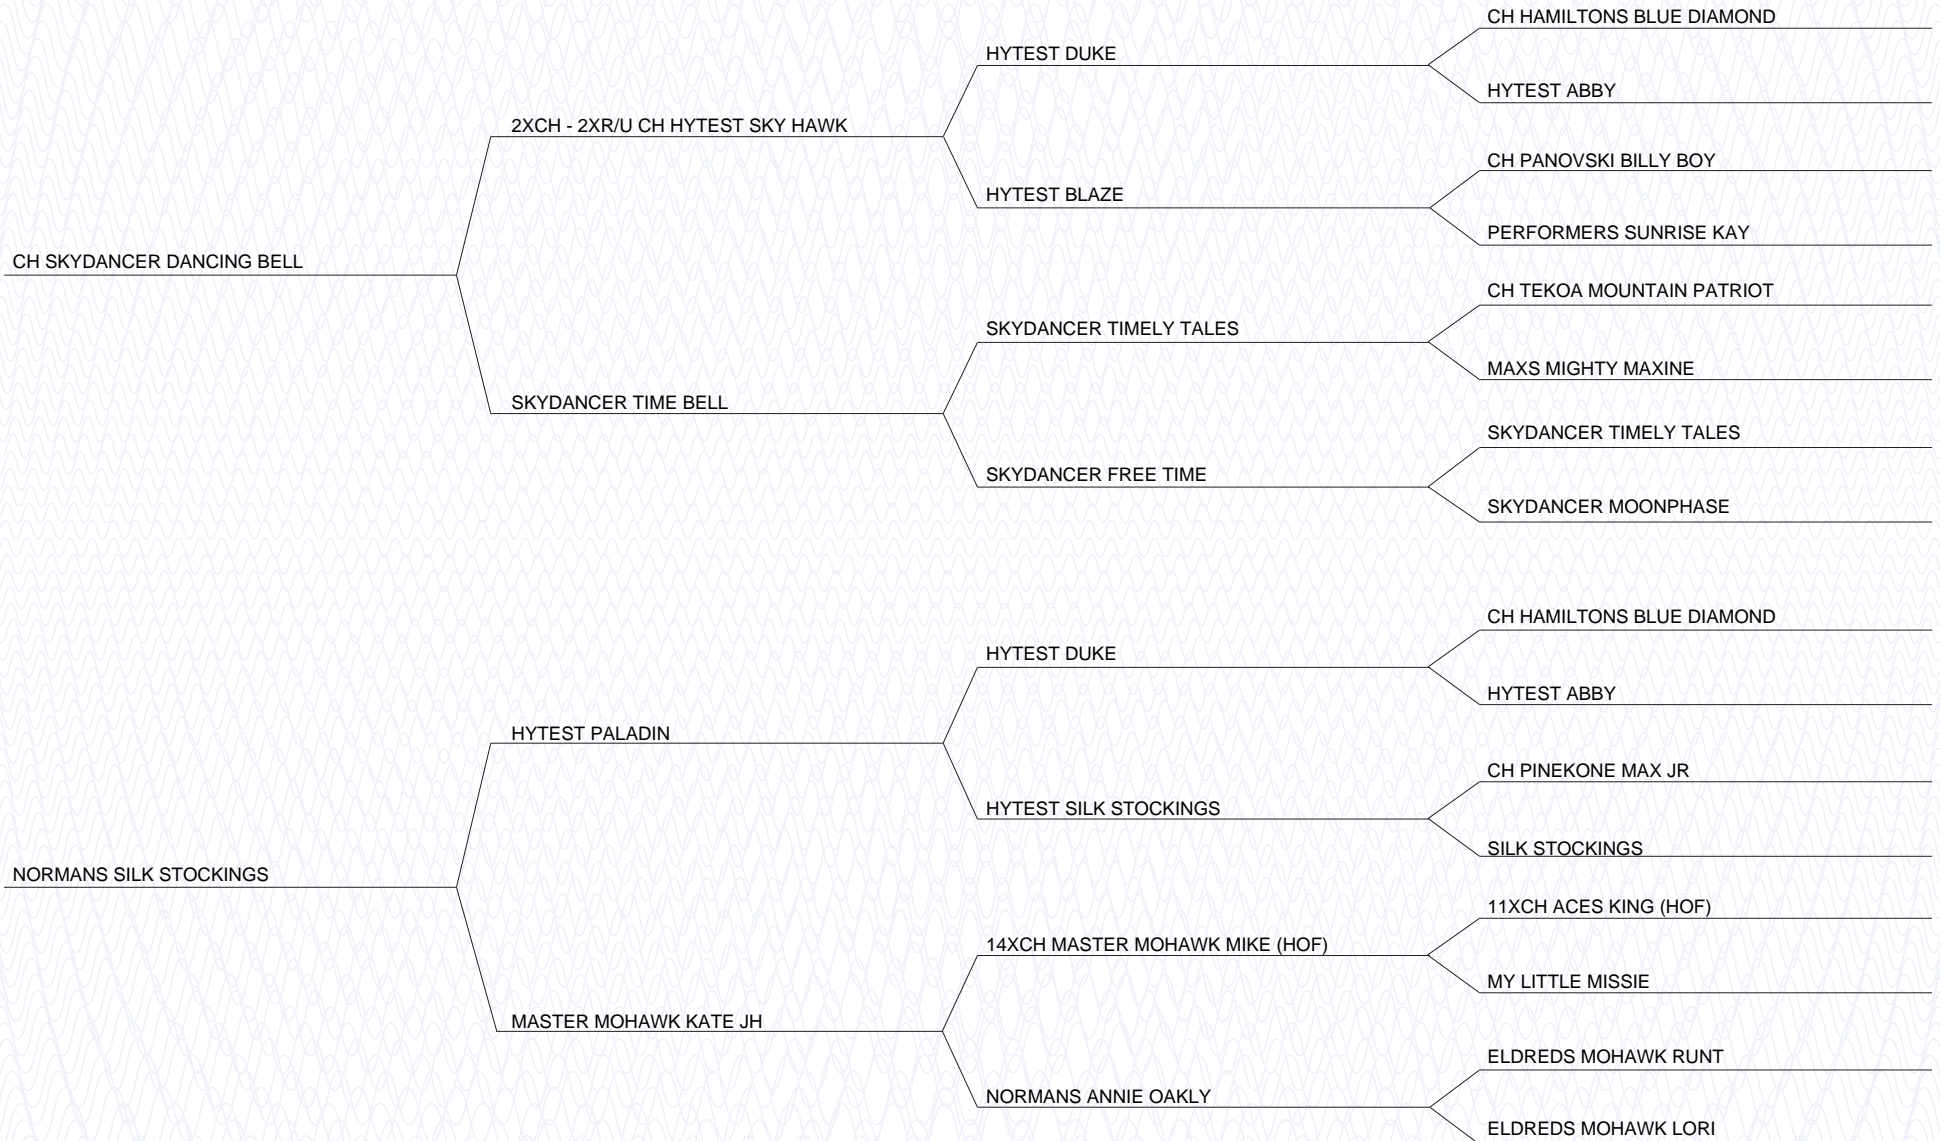 CH HAMILTONS BLUE DIAMOND
HYTEST DUKE
HYTEST ABBY
2XCH - 2XR/U CH HYTEST SKY HAWK
CH PANOVSKI BILLY BOY
HYTEST BLAZE
PERFORMERS SUNRISE KAY
CH SKYDANCER DANCING BELL
CH TEKOA MOUNTAIN PATRIOT
SKYDANCER TIMELY TALES
MAXS MIGHTY MAXINE
SKYDANCER TIME BELL
SKYDANCER TIMELY TALES
SKYDANCER FREE TIME
SKYDANCER MOONPHASE
CH HAMILTONS BLUE DIAMOND
HYTEST DUKE
HYTEST ABBY
HYTEST PALADIN
CH PINEKONE MAX JR
HYTEST SILK STOCKINGS
SILK STOCKINGS
NORMANS SILK STOCKINGS
11XCH ACES KING (HOF)
14XCH MASTER MOHAWK MIKE (HOF)
MY LITTLE MISSIE
MASTER MOHAWK KATE JH
ELDREDS MOHAWK RUNT
NORMANS ANNIE OAKLY
ELDREDS MOHAWK LORI